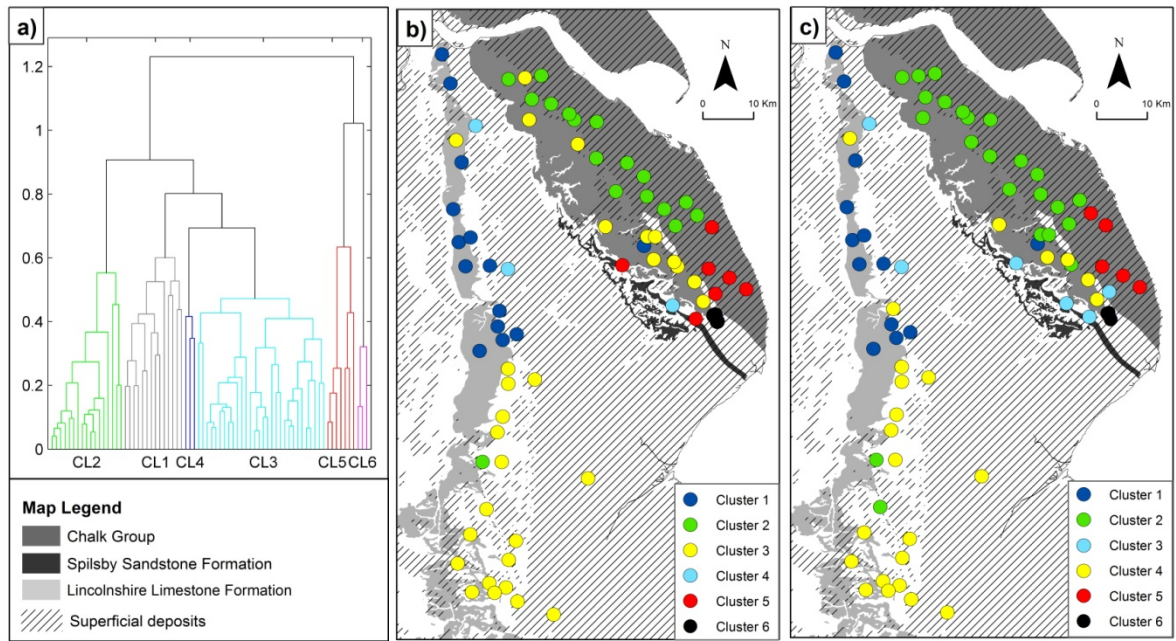 a)
1.2
1
0.8
0.6
0.4
0.2
0
CL2 CL1 CL4 CL3 CL5 CL6
Map Legend
Chalk Group
Spilsby Sandstone Formation
Lincolnshire Limestone Formation
Superficial deposits
b)
N
0 10 Km
Cluster 1
Cluster 2
Cluster 3
Cluster 4
Cluster 5
Cluster 6
c)
N
0 10 Km
Cluster 1
Cluster 2
Cluster 3
Cluster 4
Cluster 5
Cluster 6